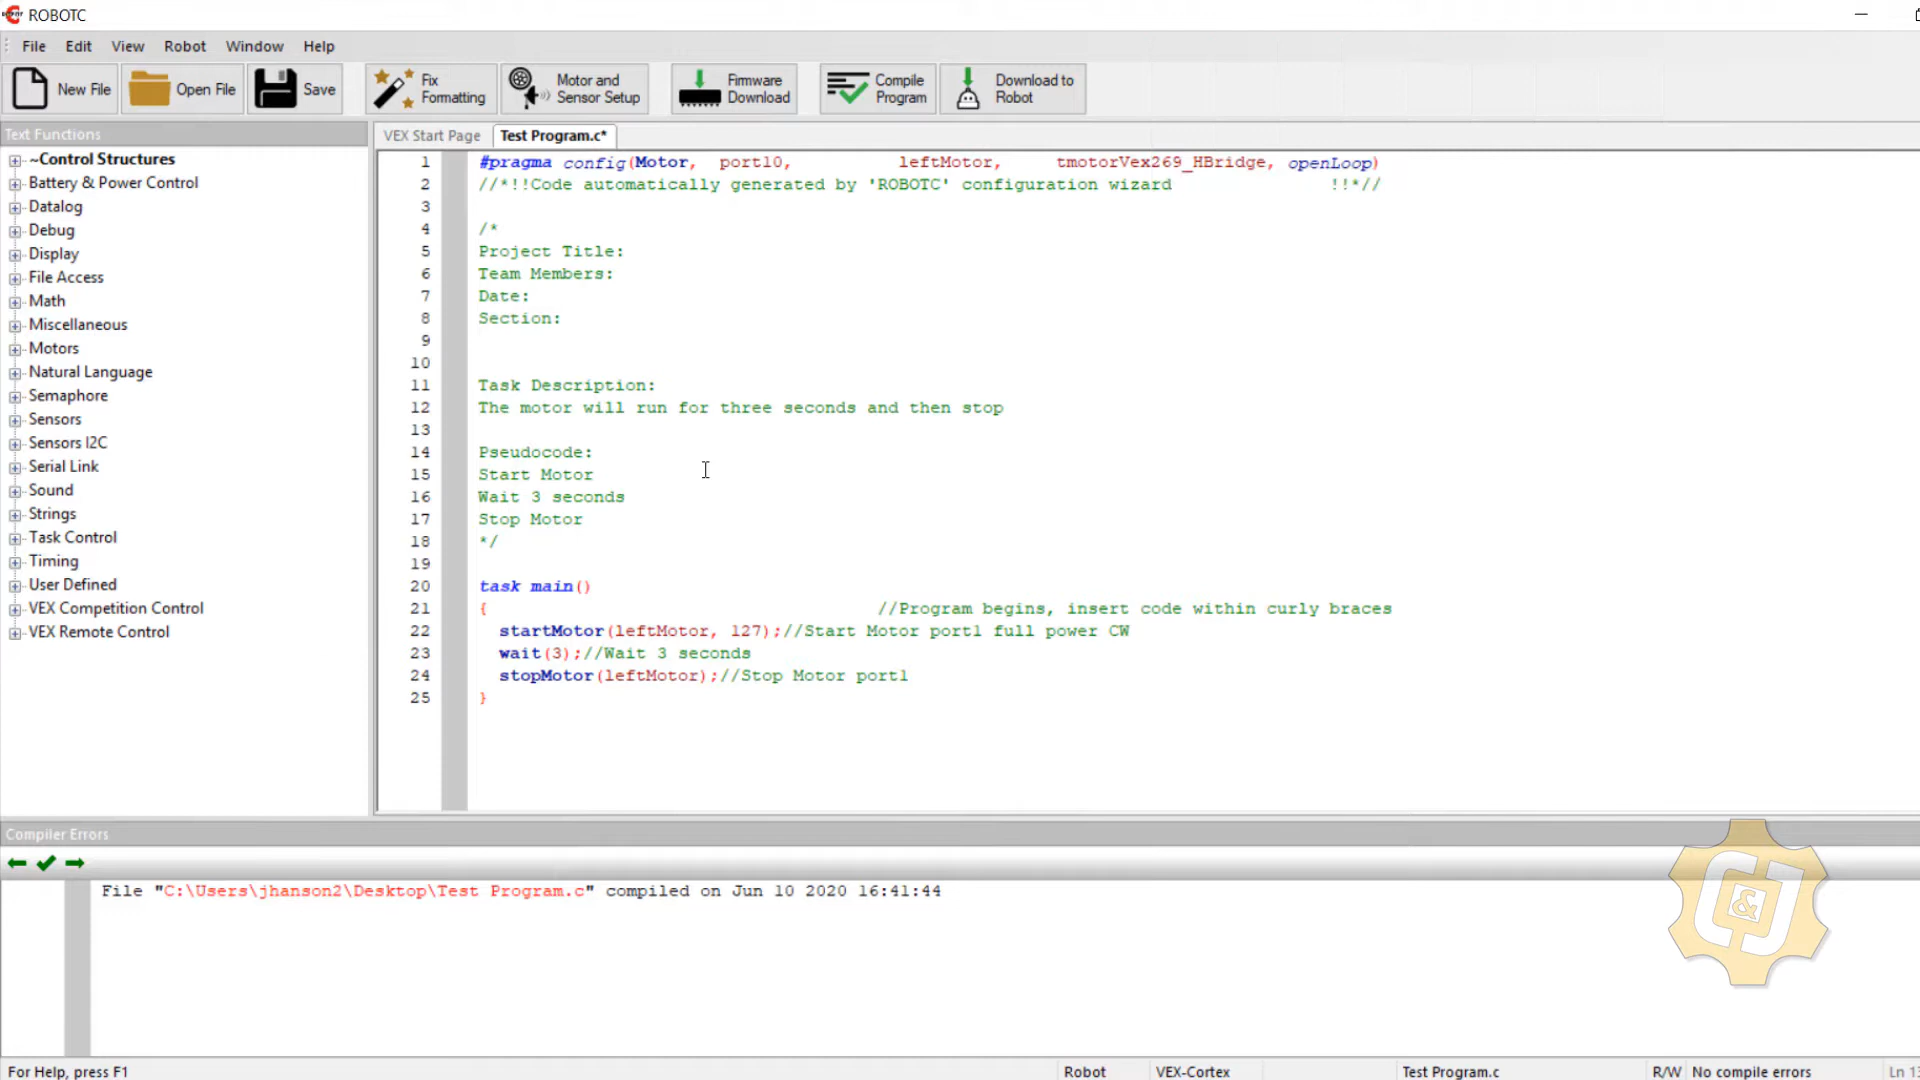 ROBOTC
File Edit View Robot Window Help
New File Open File Save Fix Formatting Motor and Sensor Setup Firmware Download Compile Program Download to Robot
Text Functions
~Control Structures
Battery & Power Control
Datalog
Debug
Display
File Access
Math
Miscellaneous
Motors
Natural Language
Semaphore
Sensors
Sensors I2C
Serial Link
Sound
Strings
Task Control
Timing
User Defined
VEX Competition Control
VEX Remote Control
VEX Start Page Test Program.c*
1 #pragma config(Motor, port10, leftMotor, tmotorVex269_HBridge, openLoop)
2 //*!!Code automatically generated by 'ROBOTC' configuration wizard !!*//
3
4 /*
5 Project Title:
6 Team Members:
7 Date:
8 Section:
9
10
11 Task Description:
12 The motor will run for three seconds and then stop
13
14 Pseudocode:
15 Start Motor
16 Wait 3 seconds
17 Stop Motor
18 */
19
20 task main()
21 { //Program begins, insert code within curly braces
22 startMotor(leftMotor, 127);//Start Motor port1 full power CW
23 wait(3);//Wait 3 seconds
24 stopMotor(leftMotor);//Stop Motor port1
25 }
Compiler Errors
File "C:\Users\jhanson2\Desktop\Test Program.c" compiled on Jun 10 2020 16:41:44
&
For Help, press F1 Robot VEX-Cortex Test Program.c R/W No compile errors Ln